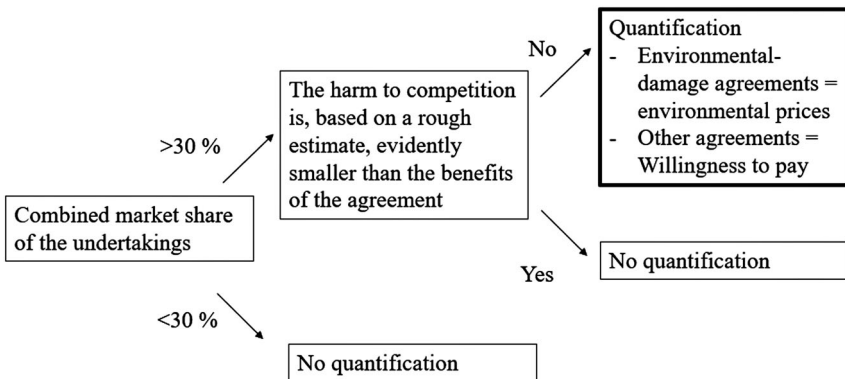 Quantification
- Environmental-
damage agreements =
environmental prices
- Other agreements =
Willingness to pay
No
The harm to competition
is, based on a rough
estimate, evidently
smaller than the benefits
of the agreement
>30 %
Combined market share
of the undertakings
Yes
No quantification
<30 %
No quantification